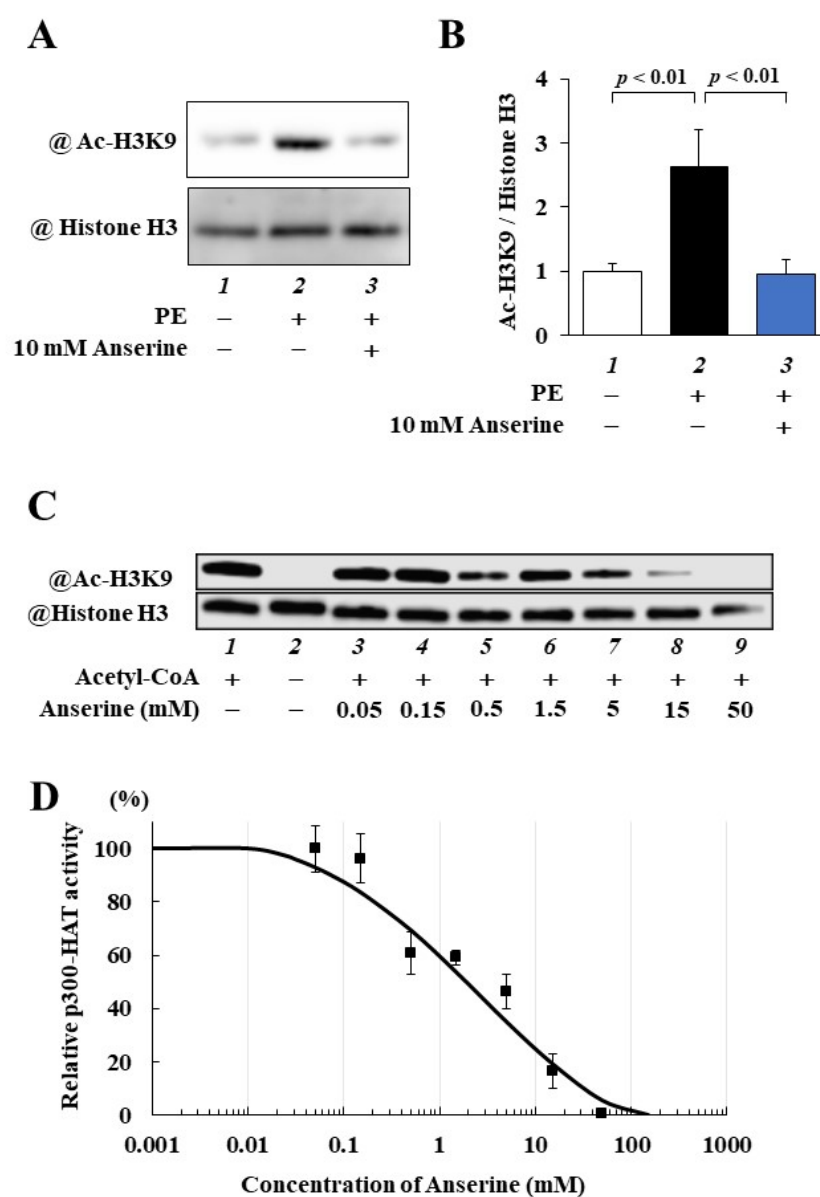 A
@ Ac-H3K9
@ Histone H3
1 2 3
PE − + +
10 mM Anserine − − +
B
Ac-H3K9 / Histone H3
p < 0.01 p < 0.01
4
3
2
1
0
1 2 3
PE − + +
10 mM Anserine − − +
C
@Ac-H3K9
@Histone H3
1 2 3 4 5 6 7 8 9
Acetyl-CoA + − + + + + + + +
Anserine (mM) − − 0.05 0.15 0.5 1.5 5 15 50
D
(%)
Relative p300-HAT activity
100
80
60
40
20
0
0.001 0.01 0.1 1 10 100 1000
Concentration of Anserine (mM)